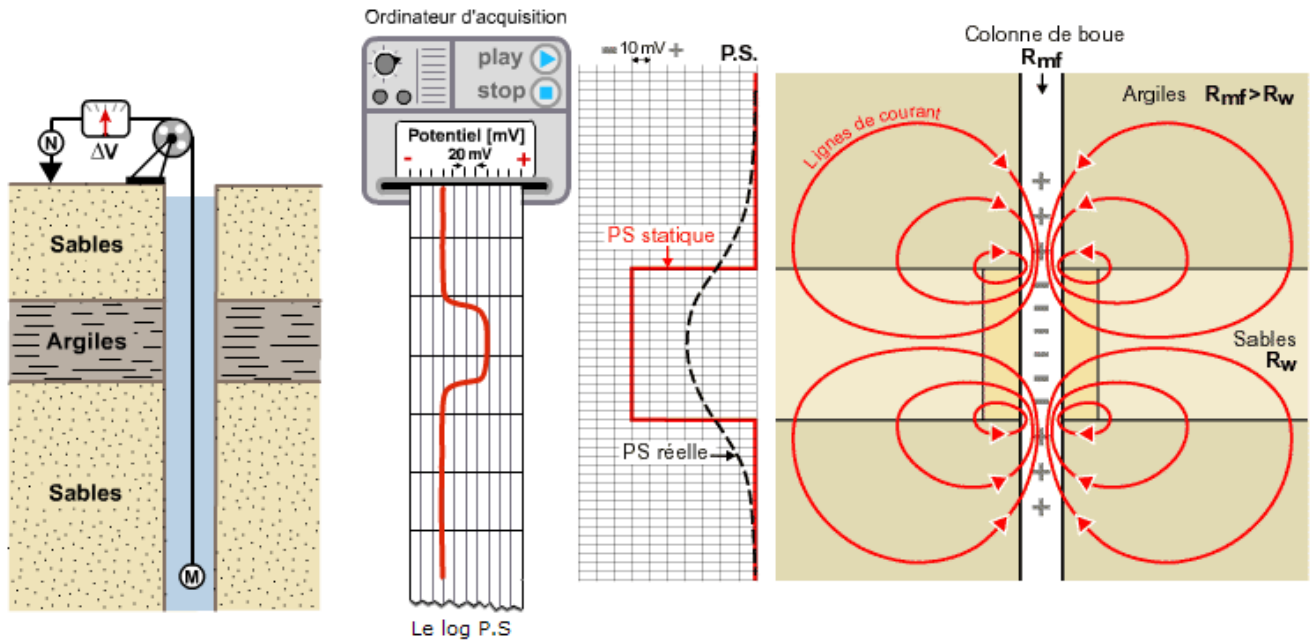 N
ΔV
Sables
Argiles
Sables
M
Ordinateur d'acquisition
play
stop
Potentiel [mV]
- 20 mV +
Le log P.S
− 10 mV + P.S.
PS statique
PS réelle
Colonne de boue
Rmf
Argiles Rmf>Rw
Lignes de courant
+
+
+
−
−
−
−
−
+
+
+
Sables
Rw